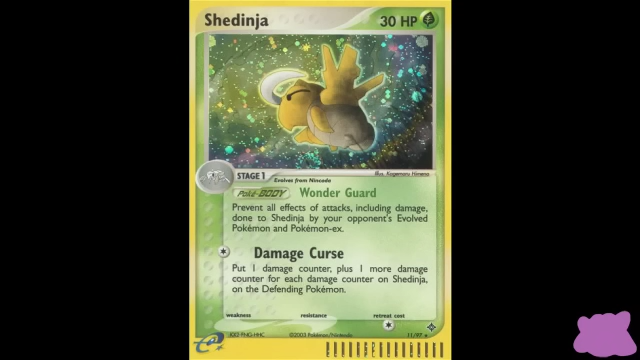 Shedinja 30 HP
Illus. Kagemaru Himeno
STAGE 1
Evolves from Nincada
Poké-BODY Wonder Guard
Prevent all effects of attacks, including damage,
done to Shedinja by your opponent's Evolved
Pokémon and Pokémon-ex.
Damage Curse
Put 1 damage counter, plus 1 more damage
counter for each damage counter on Shedinja,
on the Defending Pokémon.
weakness resistance retreat cost
©2003 Pokémon/Nintendo 11/97